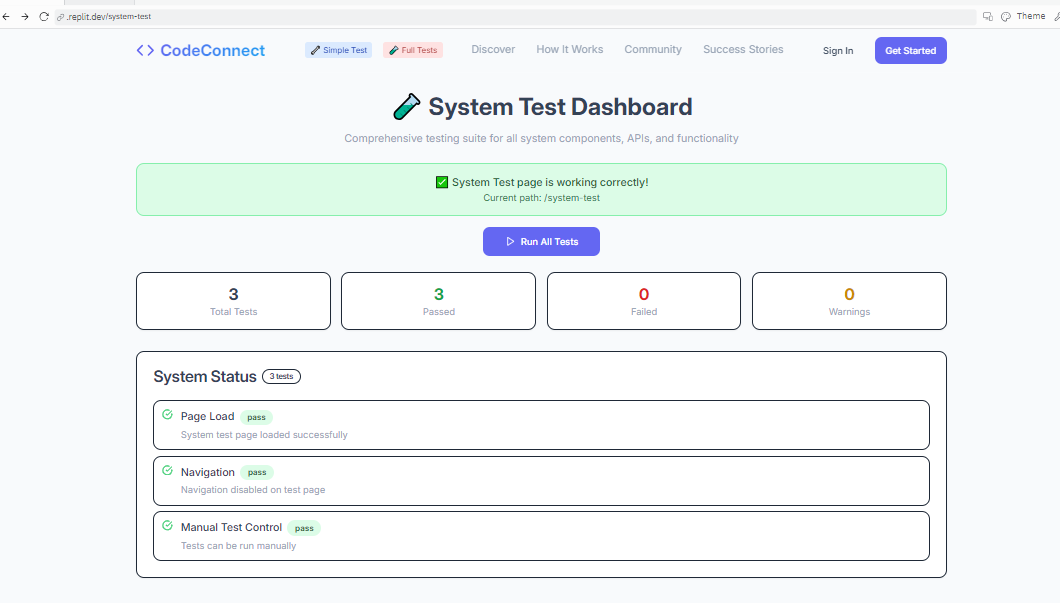 .replit.dev/system-test
Theme
<> CodeConnect
Simple Test
Full Tests
Discover
How It Works
Community
Success Stories
Sign In
Get Started
System Test Dashboard
Comprehensive testing suite for all system components, APIs, and functionality
✅ System Test page is working correctly!
Current path: /system-test
Run All Tests
3
Total Tests
3
Passed
0
Failed
0
Warnings
System Status 3 tests
Page Load pass
System test page loaded successfully
Navigation pass
Navigation disabled on test page
Manual Test Control pass
Tests can be run manually